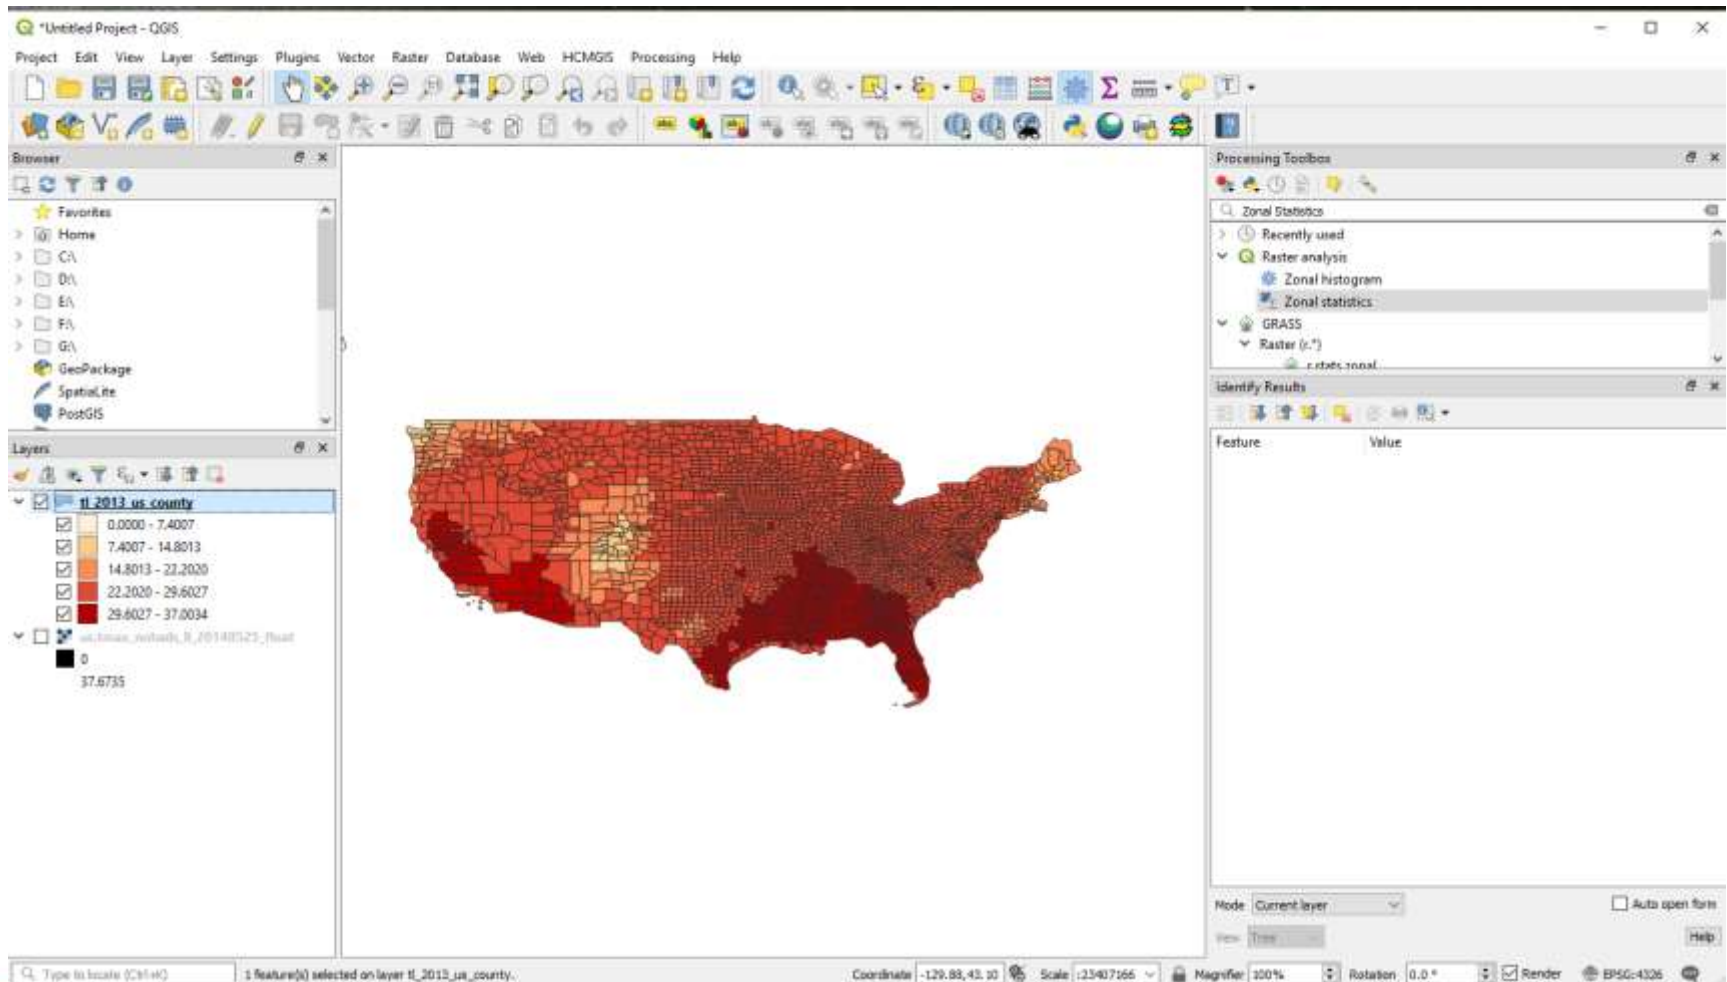 *Untitled Project - QGIS
Project Edit View Layer Settings Plugins Vector Raster Database Web HCMGIS Processing Help
Browser
Favorites
Home
C:\
D:\
E:\
F:\
G:\
GeoPackage
SpatiaLite
PostGIS
Layers
tl_2013_us_county
0.0000 - 7.4007
7.4007 - 14.8013
14.8013 - 22.2020
22.2020 - 29.6027
29.6027 - 37.0034
0
37.6735
Processing Toolbox
Zonal Statistics
Recently used
Raster analysis
Zonal histogram
Zonal statistics
GRASS
Raster (r.*)
r.stats.zonal
Identify Results
Feature Value
Mode Current layer Auto open form
View Tree Help
Type to locate (Ctrl+K) 1 feature(s) selected on layer tl_2013_us_county. Coordinate -129.88,43.10 Scale :23407166 Magnifier 100% Rotation 0.0 ° Render EPSG:4326